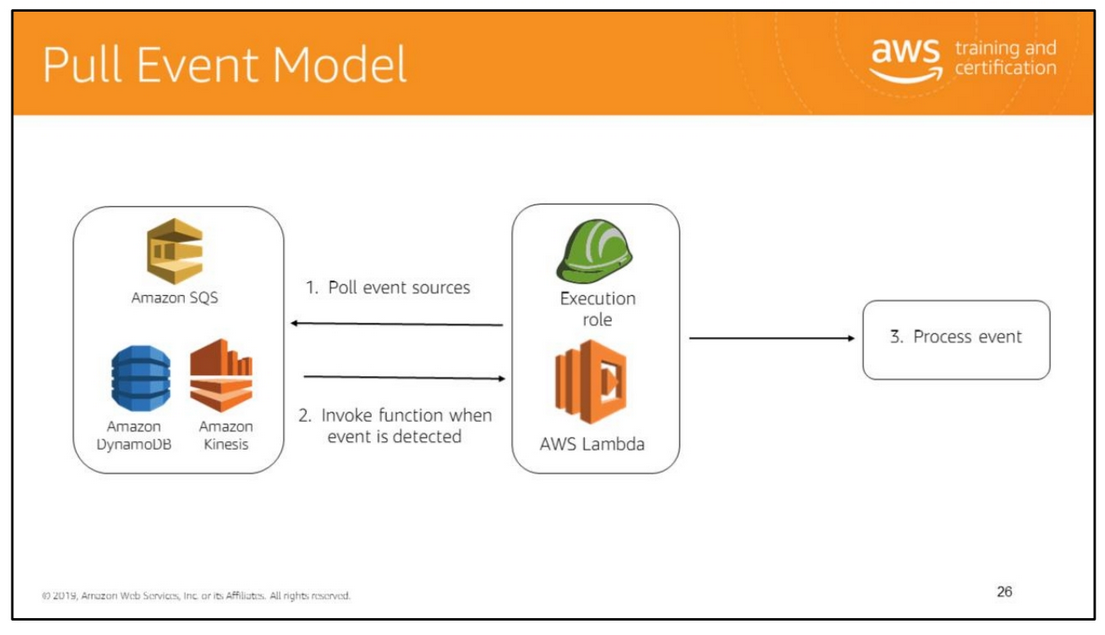 Pull Event Model
aws training and
certification
Amazon SQS
Amazon
DynamoDB
Amazon
Kinesis
1. Poll event sources
2. Invoke function when
event is detected
Execution
role
AWS Lambda
3. Process event
© 2019, Amazon Web Services, Inc. or its Affiliates. All rights reserved.
26